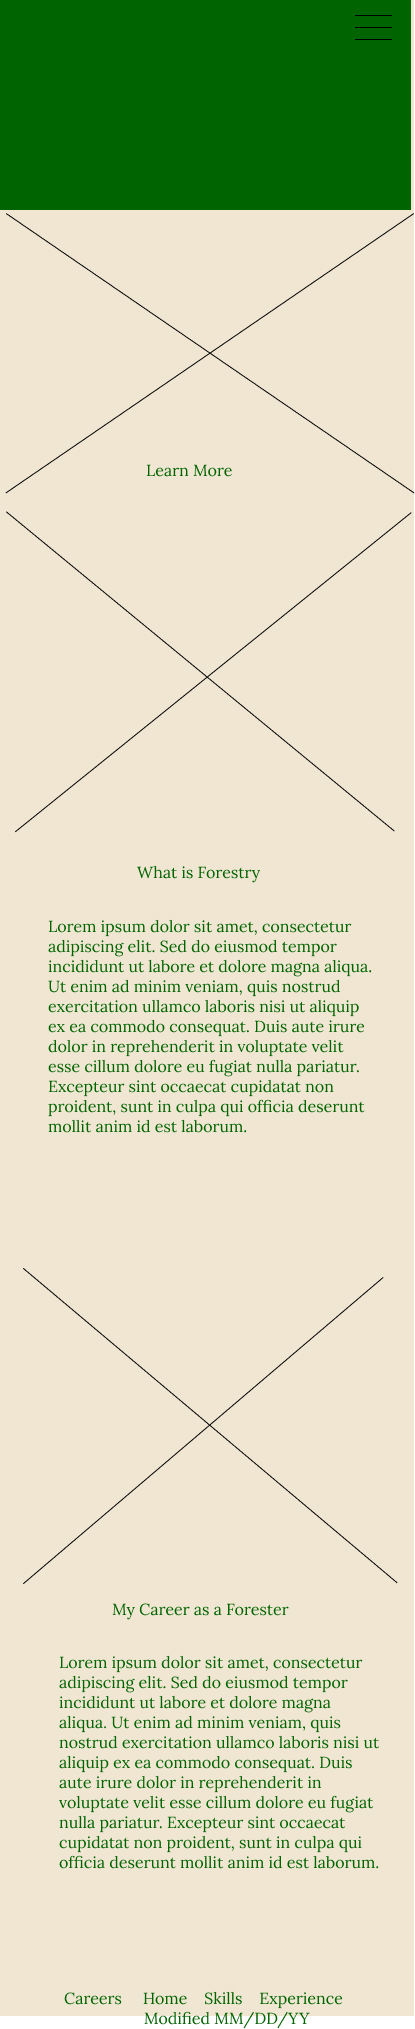 Learn More
What is Forestry
Lorem ipsum dolor sit amet, consectetur
adipiscing elit. Sed do eiusmod tempor
incididunt ut labore et dolore magna aliqua.
Ut enim ad minim veniam, quis nostrud
exercitation ullamco laboris nisi ut aliquip
ex ea commodo consequat. Duis aute irure
dolor in reprehenderit in voluptate velit
esse cillum dolore eu fugiat nulla pariatur.
Excepteur sint occaecat cupidatat non
proident, sunt in culpa qui officia deserunt
mollit anim id est laborum.
My Career as a Forester
Lorem ipsum dolor sit amet, consectetur
adipiscing elit. Sed do eiusmod tempor
incididunt ut labore et dolore magna
aliqua. Ut enim ad minim veniam, quis
nostrud exercitation ullamco laboris nisi ut
aliquip ex ea commodo consequat. Duis
aute irure dolor in reprehenderit in
voluptate velit esse cillum dolore eu fugiat
nulla pariatur. Excepteur sint occaecat
cupidatat non proident, sunt in culpa qui
officia deserunt mollit anim id est laborum.
Careers Home Skills Experience
Modified MM/DD/YY